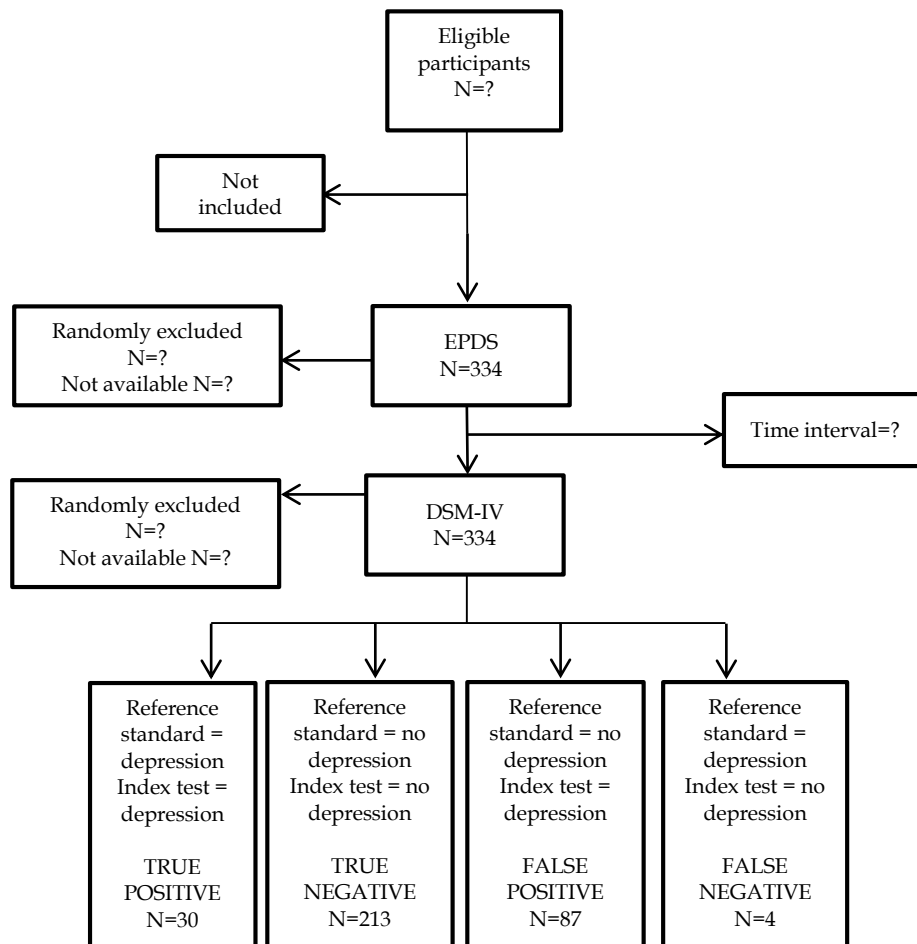 Eligible
participants
N=?
Not
included
Randomly excluded
N=?
Not available N=?
EPDS
N=334
Time interval=?
Randomly excluded
N=?
Not available N=?
DSM-IV
N=334
Reference
standard =
depression
Index test =
depression
TRUE
POSITIVE
N=30
Reference
standard = no
depression
Index test = no
depression
TRUE
NEGATIVE
N=213
Reference
standard = no
depression
Index test =
depression
FALSE
POSITIVE
N=87
Reference
standard =
depression
Index test = no
depression
FALSE
NEGATIVE
N=4